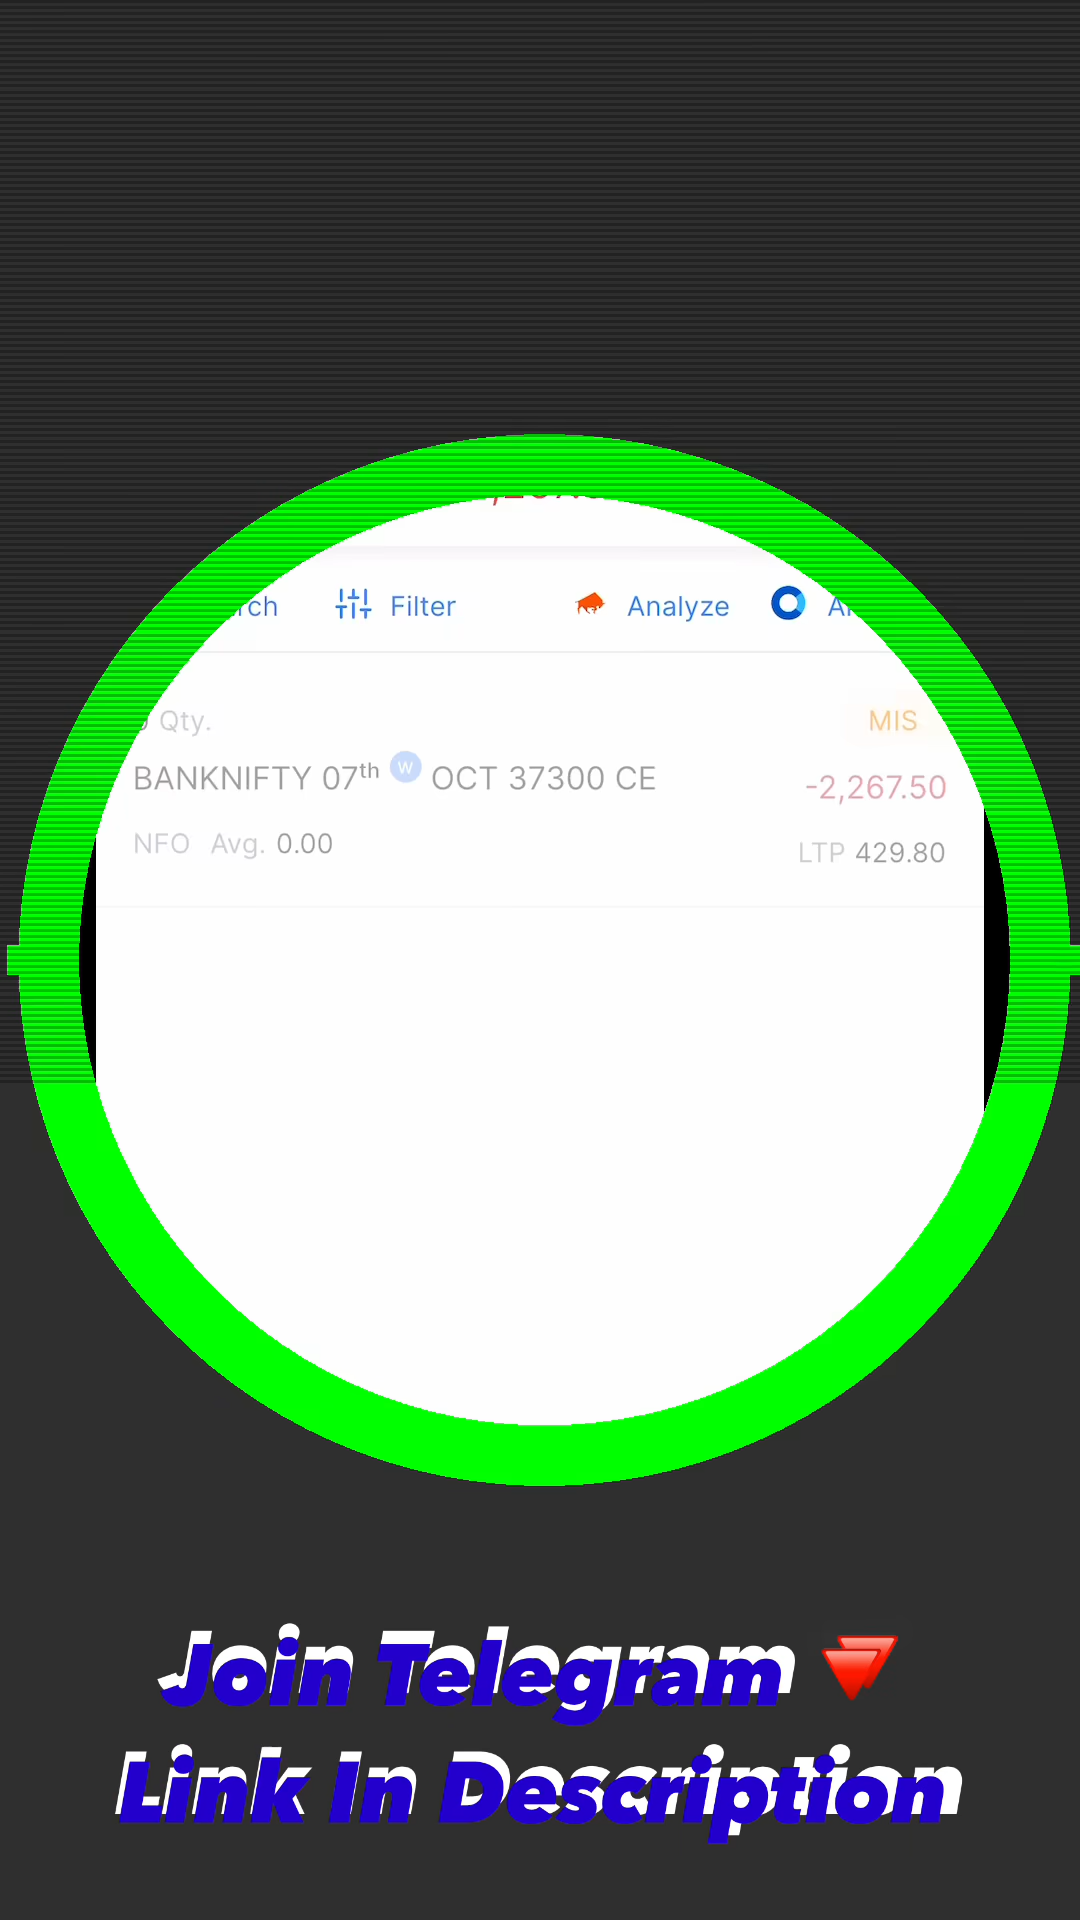 Filter Analyze
Qty. MIS
BANKNIFTY 07th W OCT 37300 CE -2,267.50
NFO Avg. 0.00 LTP 429.80
Join Telegram
Link In Description